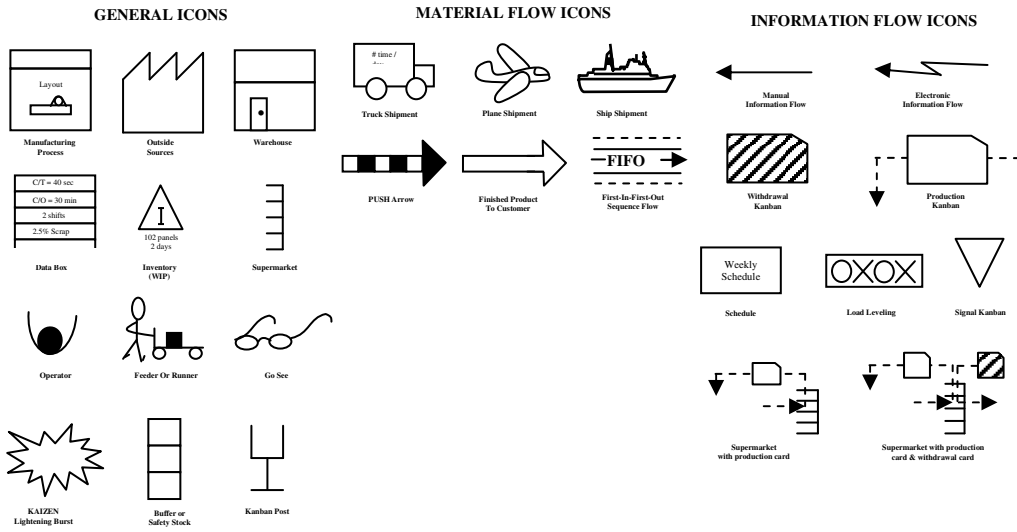 GENERAL ICONS
Layout
Manufacturing
Process
Outside
Sources
Warehouse
C/T = 40 sec
C/O = 30 min
2 shifts
2.5% Scrap
Data Box
I
102 panels
2 days
Inventory
(WIP)
Supermarket
Operator
Feeder Or Runner
Go See
KAIZEN
Lightening Burst
Buffer or
Safety Stock
Kanban Post
MATERIAL FLOW ICONS
# time /
Truck Shipment
Plane Shipment
Ship Shipment
PUSH Arrow
Finished Product
To Customer
FIFO
First-In-First-Out
Sequence Flow
INFORMATION FLOW ICONS
Manual
Information Flow
Electronic
Information Flow
Withdrawal
Kanban
Production
Kanban
Weekly
Schedule
Schedule
OXOX
Load Leveling
Signal Kanban
Supermarket
with production card
Supermarket with production
card & withdrawal card